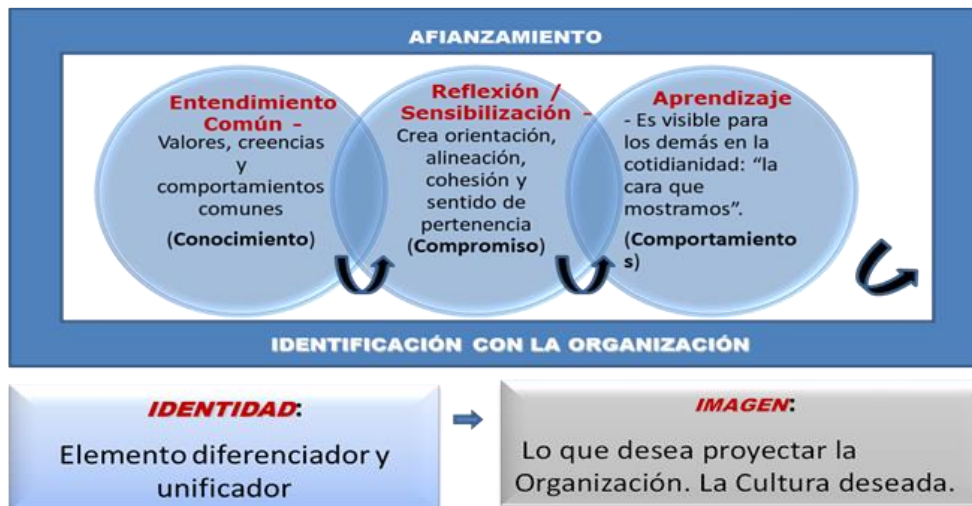 AFIANZAMIENTO
Entendimiento
Común -
Valores, creencias
y
comportamientos
comunes
(Conocimiento)
Reflexión /
Sensibilización -
Crea orientación,
alineación,
cohesión y
sentido de
pertenencia
(Compromiso)
Aprendizaje
- Es visible para
los demás en la
cotidianidad: “la
cara que
mostramos”.
(Comportamiento
s)
IDENTIFICACIÓN CON LA ORGANIZACIÓN
IDENTIDAD:
Elemento diferenciador y
unificador
IMAGEN:
Lo que desea proyectar la
Organización. La Cultura deseada.